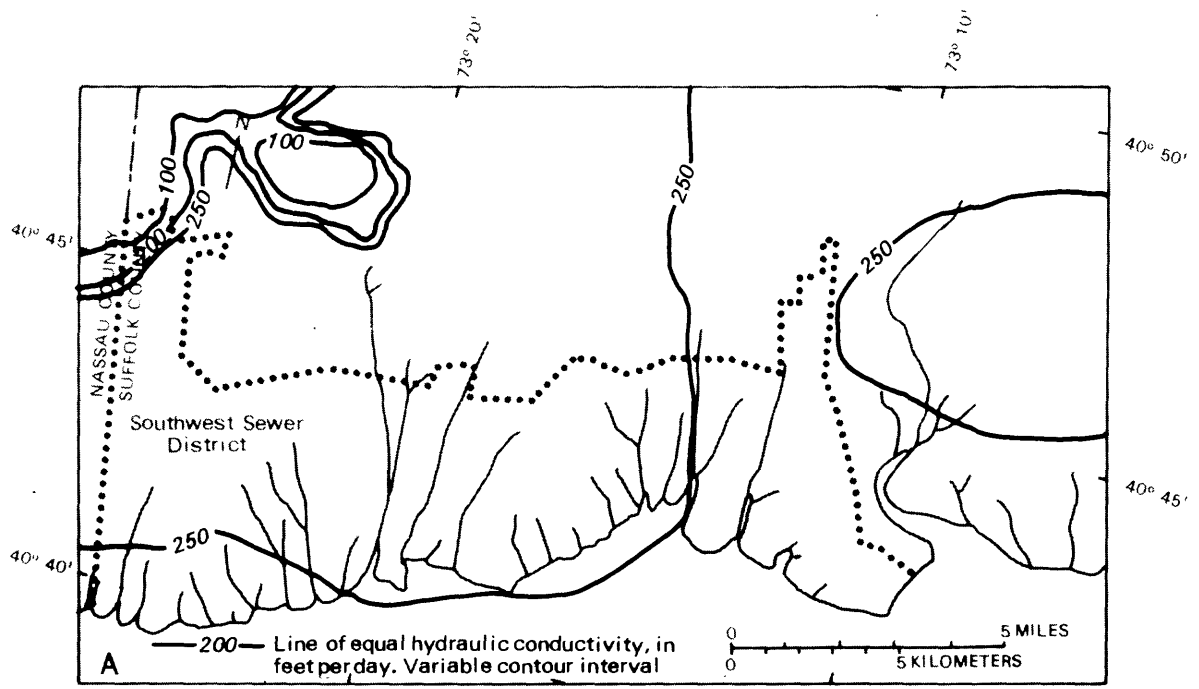 73° 20'
73° 10'
N
100
100
250
250
40° 50'
40° 45'
200
250
NASSAU COUNTY
SUFFOLK COUNTY
Southwest Sewer
District
40° 45'
250
40° 40'
A
200 Line of equal hydraulic conductivity, in
feet per day. Variable contour interval
0 5 MILES
0 5 KILOMETERS